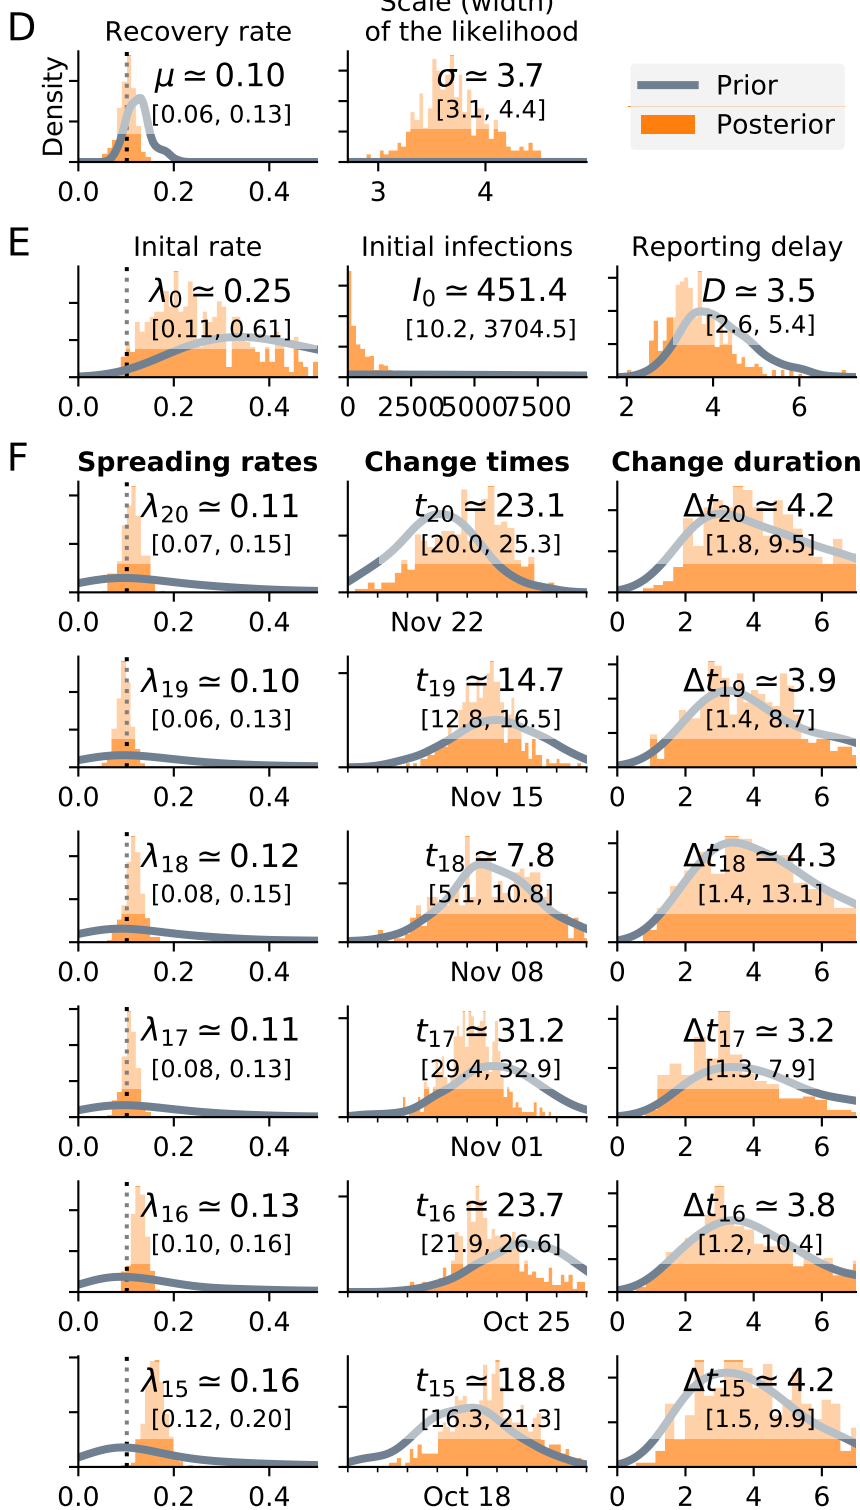 D
Recovery rate
Scale (width)
of the likelihood
Density
μ ≃ 0.10
[0.06, 0.13]
0.0 0.2 0.4
σ ≃ 3.7
[3.1, 4.4]
3 4
Prior
Posterior
E
Inital rate
λ0 ≃ 0.25
[0.11, 0.61]
0.0 0.2 0.4
Initial infections
I0 ≃ 451.4
[10.2, 3704.5]
0 2500 5000 7500
Reporting delay
D ≃ 3.5
[2.6, 5.4]
2 4 6
F
Spreading rates
Change times
Change duration
λ20 ≃ 0.11
[0.07, 0.15]
0.0 0.2 0.4
t20 ≃ 23.1
[20.0, 25.3]
Nov 22
Δt20 ≃ 4.2
[1.8, 9.5]
0 2 4 6
λ19 ≃ 0.10
[0.06, 0.13]
0.0 0.2 0.4
t19 ≃ 14.7
[12.8, 16.5]
Nov 15
Δt19 ≃ 3.9
[1.4, 8.7]
0 2 4 6
λ18 ≃ 0.12
[0.08, 0.15]
0.0 0.2 0.4
t18 ≃ 7.8
[5.1, 10.8]
Nov 08
Δt18 ≃ 4.3
[1.4, 13.1]
0 2 4 6
λ17 ≃ 0.11
[0.08, 0.13]
0.0 0.2 0.4
t17 ≃ 31.2
[29.4, 32.9]
Nov 01
Δt17 ≃ 3.2
[1.3, 7.9]
0 2 4 6
λ16 ≃ 0.13
[0.10, 0.16]
0.0 0.2 0.4
t16 ≃ 23.7
[21.9, 26.6]
Oct 25
Δt16 ≃ 3.8
[1.2, 10.4]
0 2 4 6
λ15 ≃ 0.16
[0.12, 0.20]
0.0 0.2 0.4
t15 ≃ 18.8
[16.3, 21.3]
Oct 18
Δt15 ≃ 4.2
[1.5, 9.9]
0 2 4 6